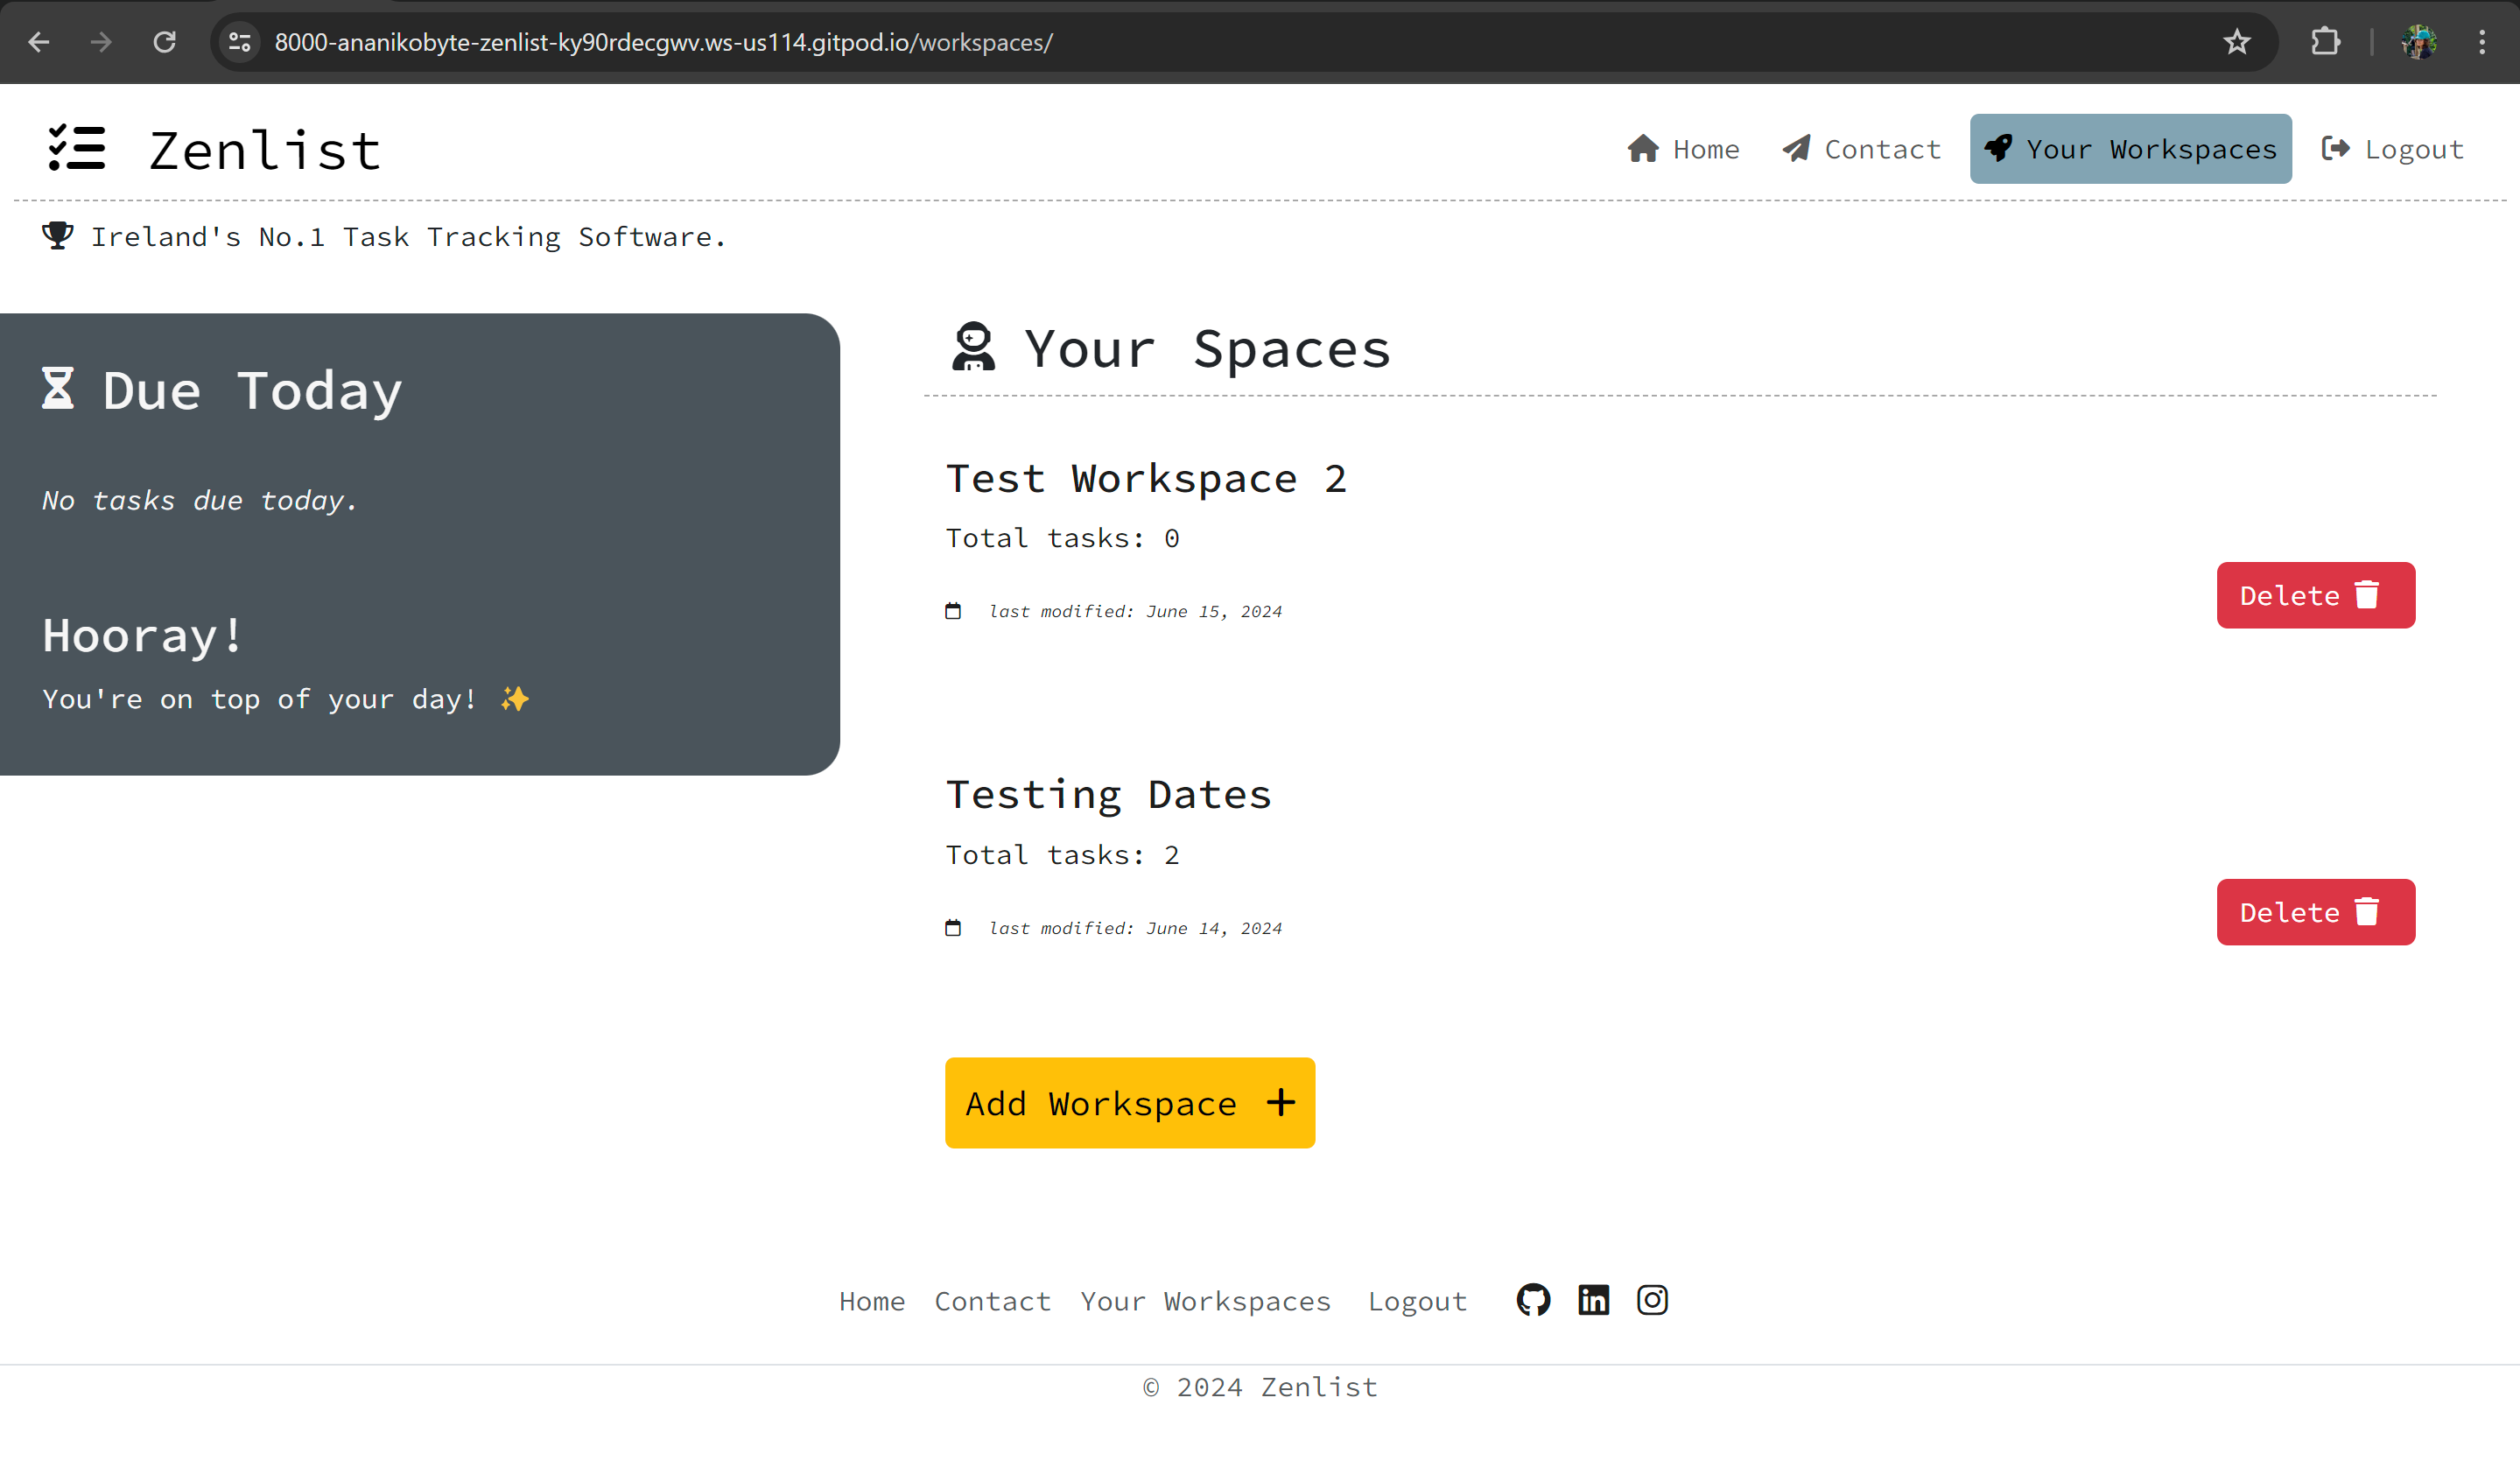 8000-ananikobyte-zenlist-ky90rdecgwv.ws-us114.gitpod.io/workspaces/
Zenlist
Home
Contact
Your Workspaces
Logout
Ireland's No.1 Task Tracking Software.
Due Today
No tasks due today.
Hooray!
You're on top of your day! ✨
Your Spaces
Test Workspace 2
Total tasks: 0
last modified: June 15, 2024
Delete
Testing Dates
Total tasks: 2
last modified: June 14, 2024
Delete
Add Workspace
Home Contact Your Workspaces Logout
© 2024 Zenlist